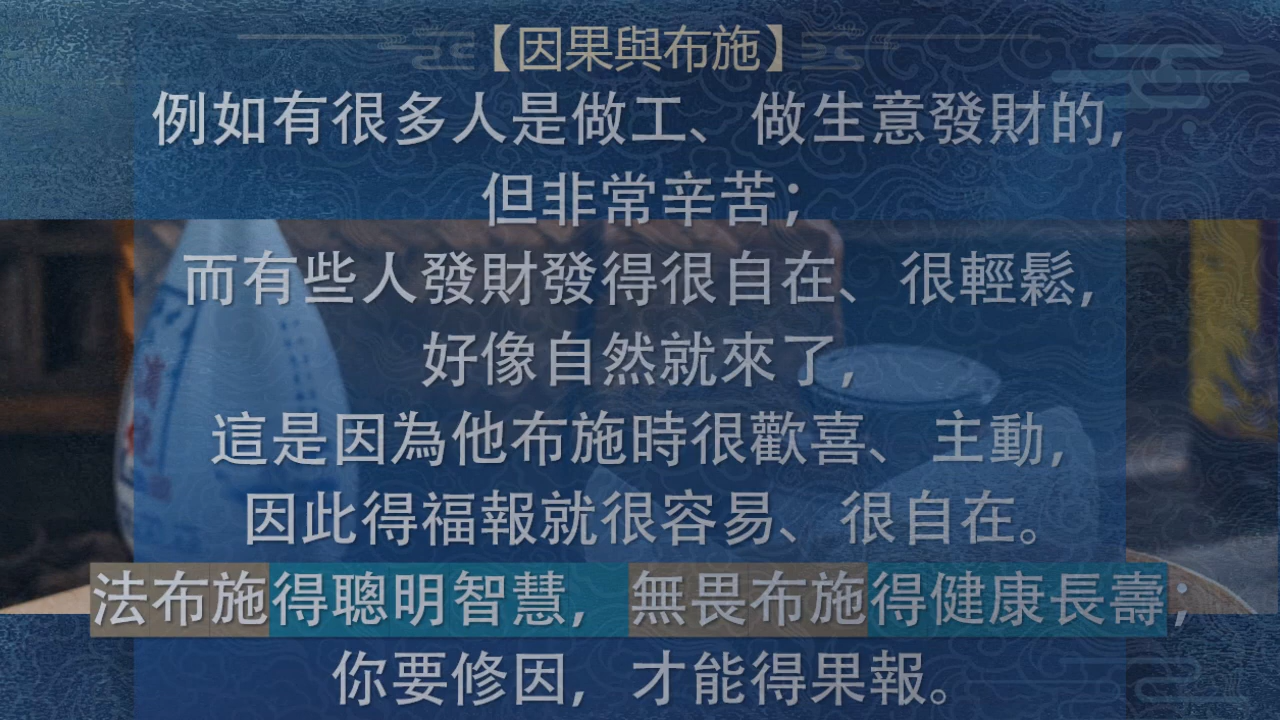 【因果與布施】
例如有很多人是做工、做生意發財的,
但非常辛苦;
而有些人發財發得很自在、很輕鬆,
好像自然就來了,
這是因為他布施時很歡喜、主動,
因此得福報就很容易、很自在。
法布施得聰明智慧, 無畏布施得健康長壽;
你要修因, 才能得果報。